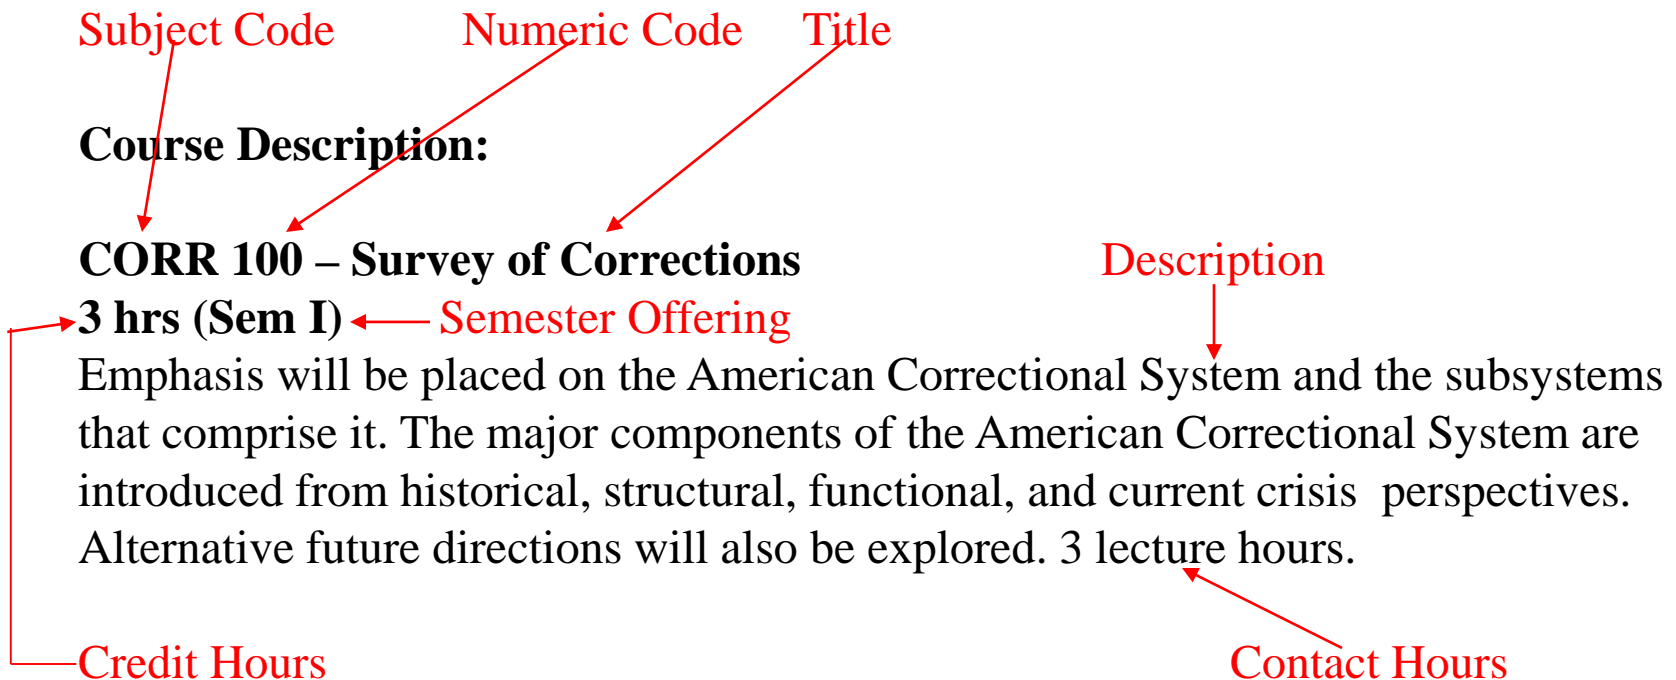 Subject Code Numeric Code Title
Course Description:
CORR 100 – Survey of Corrections Description
3 hrs (Sem I) Semester Offering
Emphasis will be placed on the American Correctional System and the subsystems
that comprise it. The major components of the American Correctional System are
introduced from historical, structural, functional, and current crisis perspectives.
Alternative future directions will also be explored. 3 lecture hours.
Credit Hours Contact Hours